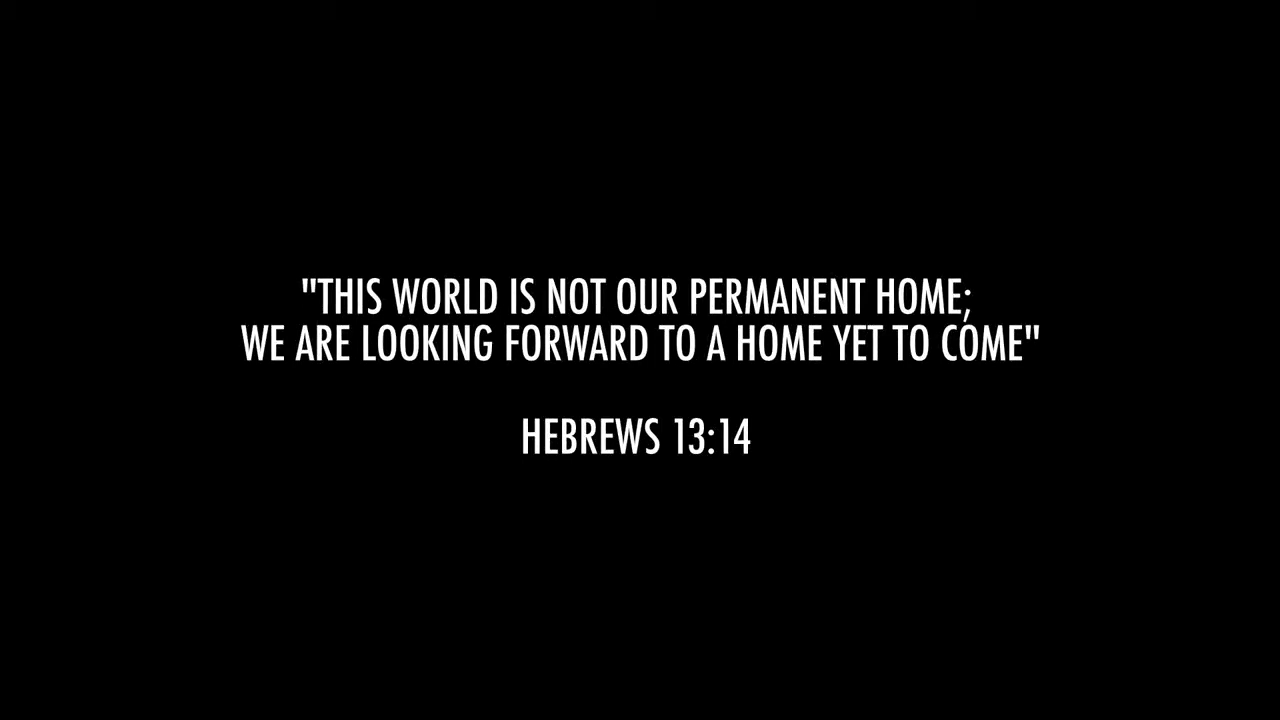 "THIS WORLD IS NOT OUR PERMANENT HOME;
WE ARE LOOKING FORWARD TO A HOME YET TO COME"
HEBREWS 13:14